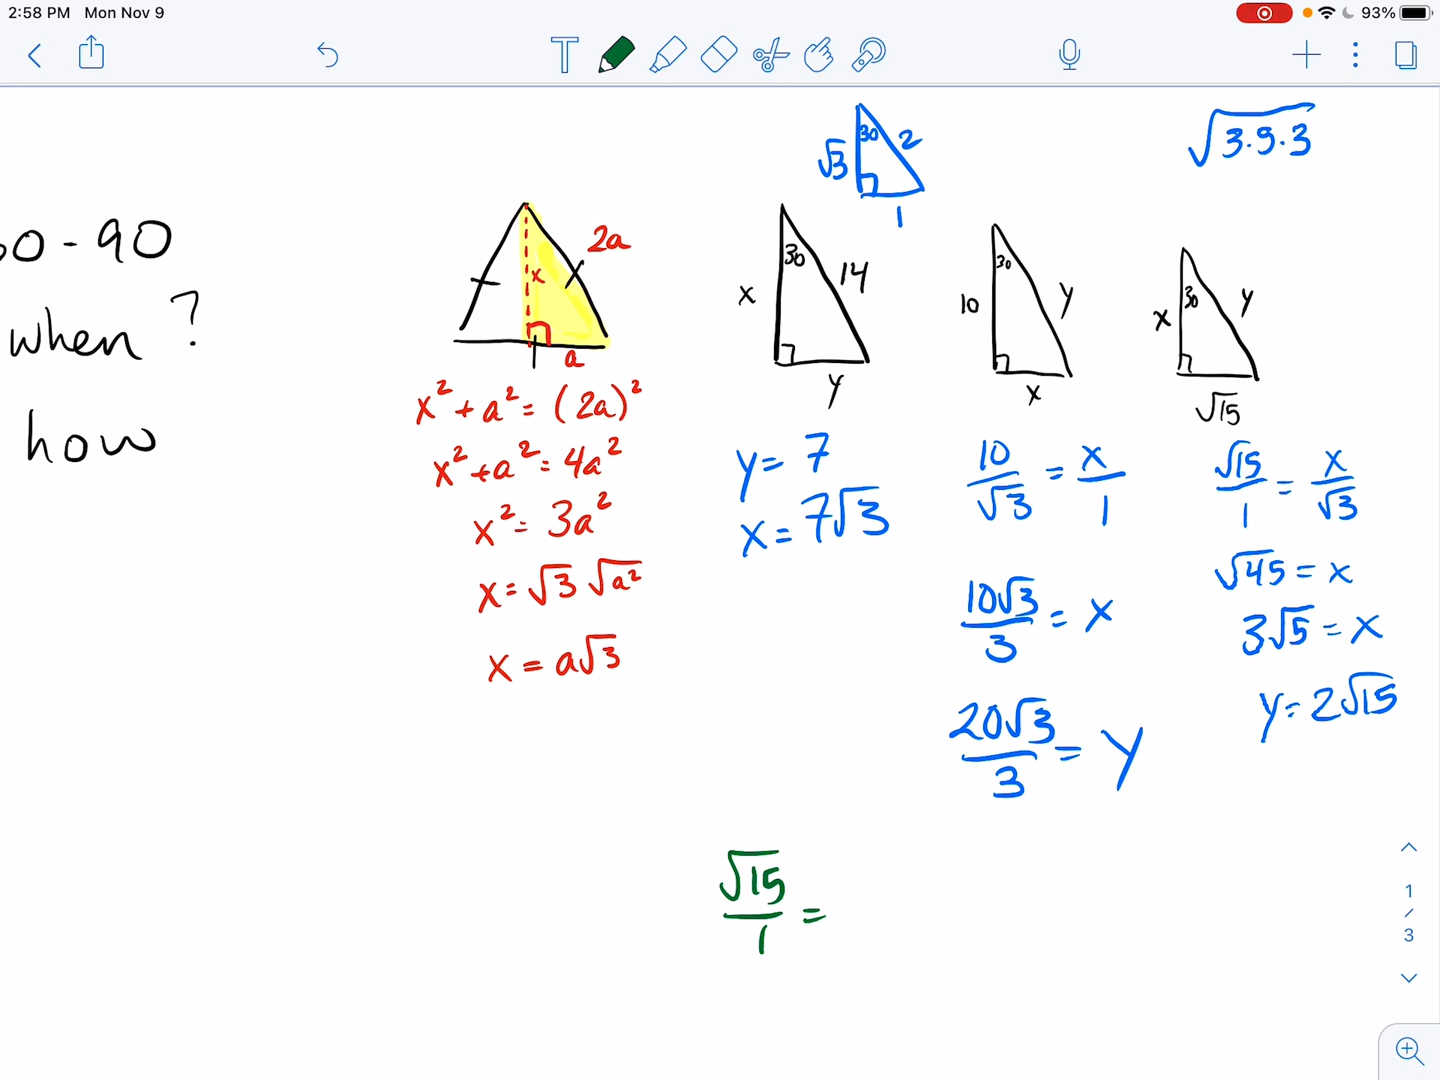 2:58 PM Mon Nov 9
93%
T
0 - 90
when ?
how
2a
x
a
x² + a² = (2a)²
x² + a² = 4a²
x² = 3a²
x = √3 √a²
x = a√3
√3
30
2
1
x
30
14
y
y = 7
x = 7√3
10
30
y
x
10/√3 = x/1
10√3/3 = x
20√3/3 = y
√3·5·3
x
30
y
√15
√15/1 = x/√3
√45 = x
3√5 = x
y = 2√15
√15/1 =
1
/
3